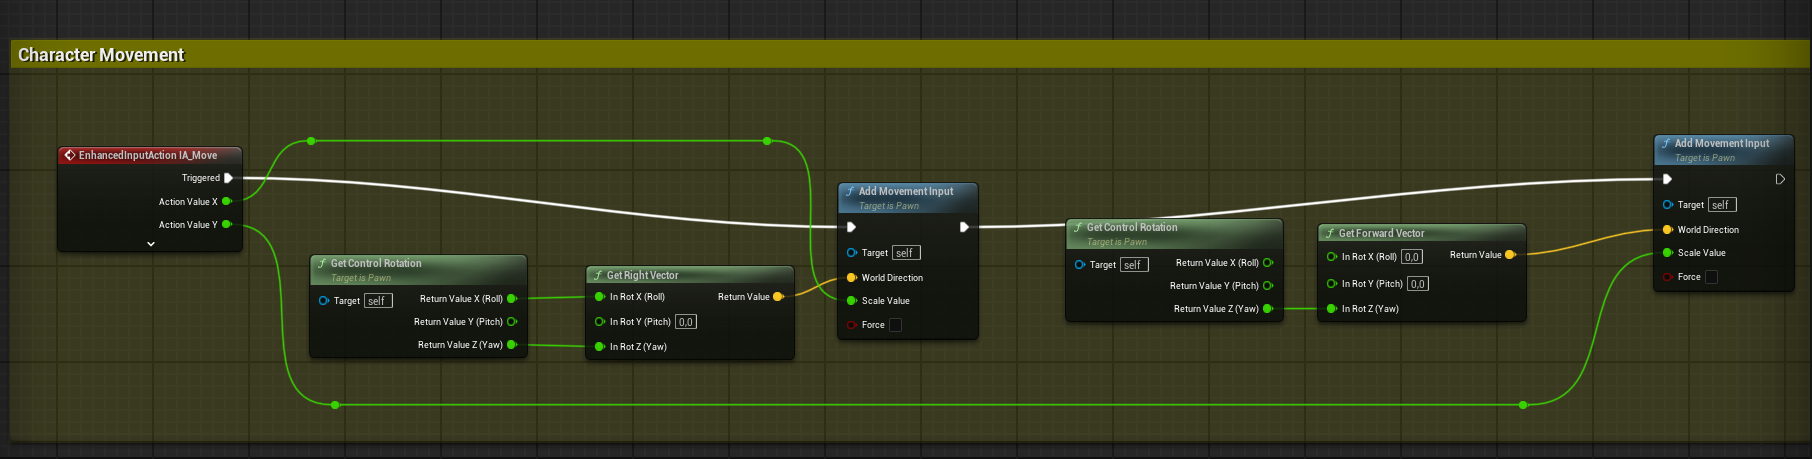 Character Movement
EnhancedInputAction IA_Move
Triggered
Action Value X
Action Value Y
Get Control Rotation
Target is Pawn
Target self
Return Value X (Roll)
Return Value Y (Pitch)
Return Value Z (Yaw)
Get Right Vector
In Rot X (Roll)
Return Value
In Rot Y (Pitch) 0,0
In Rot Z (Yaw)
Add Movement Input
Target is Pawn
Target self
World Direction
Scale Value
Force
Get Control Rotation
Target is Pawn
Target self
Return Value X (Roll)
Return Value Y (Pitch)
Return Value Z (Yaw)
Get Forward Vector
In Rot X (Roll) 0,0
Return Value
In Rot Y (Pitch) 0,0
In Rot Z (Yaw)
Add Movement Input
Target is Pawn
Target self
World Direction
Scale Value
Force